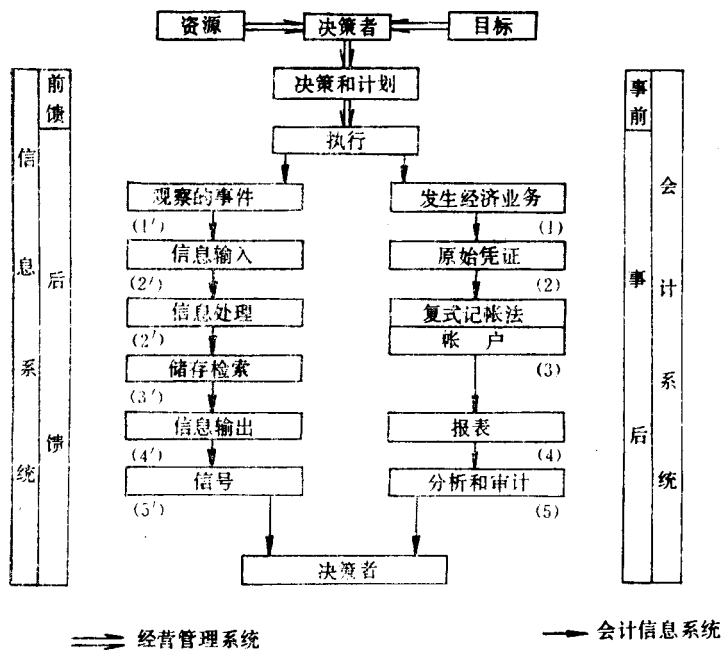 资源
决策者
目标
决策和计划
执行
观察的事件
(1′)
信息输入
(2′)
信息处理
(2′)
储存检索
(3′)
信息输出
(4′)
信号
(5′)
发生经济业务
(1)
原始凭证
(2)
复式记帐法
帐 户
(3)
报表
(4)
分析和审计
(5)
决策者
信息系统
前馈
后馈
事前
事后
会计系统
经营管理系统
会计信息系统